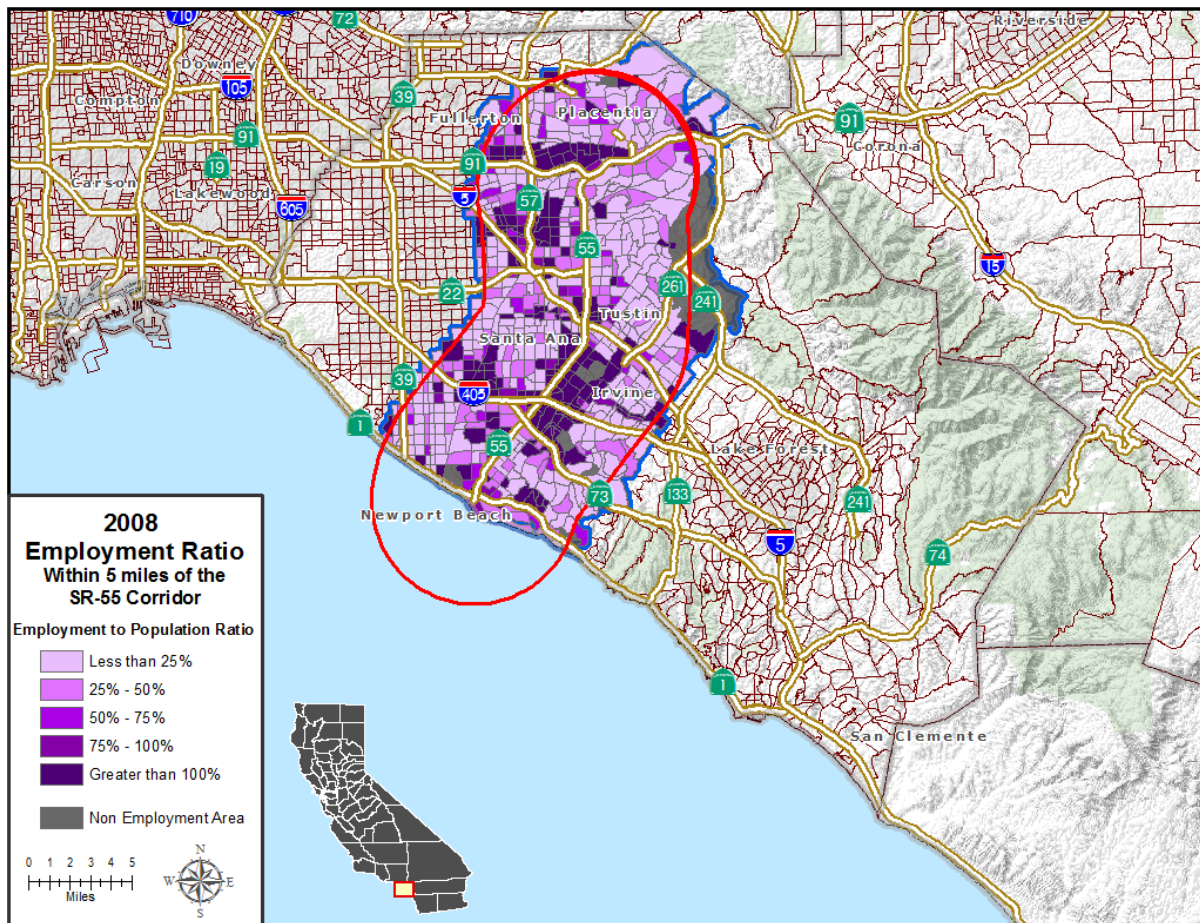 710
72
Riverside
Downey
105
39
Compton
Fullerton
Placentia
91
91
91
Corona
19
5
Carson
Lakewood
57
605
55
15
22
261
241
Tustin
Santa Ana
39
405
Irvine
1
55
Lake Forest
73
133
241
Newport Beach
5
74
1
San Clemente
2008
Employment Ratio
Within 5 miles of the
SR-55 Corridor
Employment to Population Ratio
Less than 25%
25% - 50%
50% - 75%
75% - 100%
Greater than 100%
Non Employment Area
0 1 2 3 4 5
Miles
N
W E
S